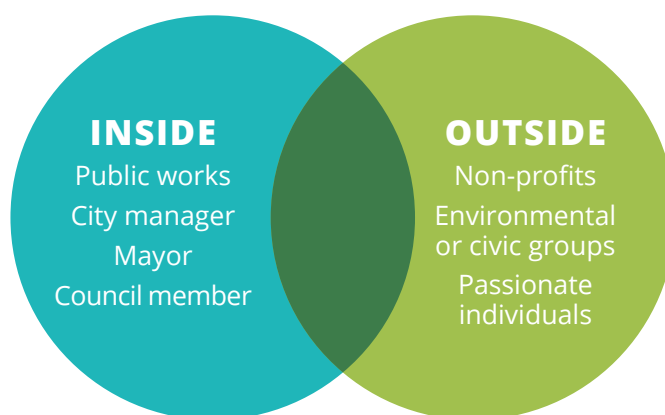 INSIDE
Public works
City manager
Mayor
Council member
OUTSIDE
Non-profits
Environmental
or civic groups
Passionate
individuals